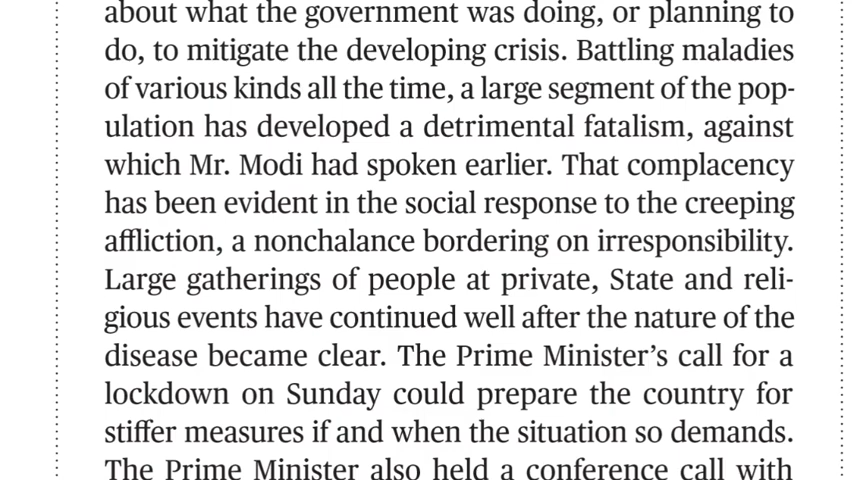 about what the government was doing, or planning to
do, to mitigate the developing crisis. Battling maladies
of various kinds all the time, a large segment of the pop-
ulation has developed a detrimental fatalism, against
which Mr. Modi had spoken earlier. That complacency
has been evident in the social response to the creeping
affliction, a nonchalance bordering on irresponsibility.
Large gatherings of people at private, State and reli-
gious events have continued well after the nature of the
disease became clear. The Prime Minister’s call for a
lockdown on Sunday could prepare the country for
stiffer measures if and when the situation so demands.
The Prime Minister also held a conference call with